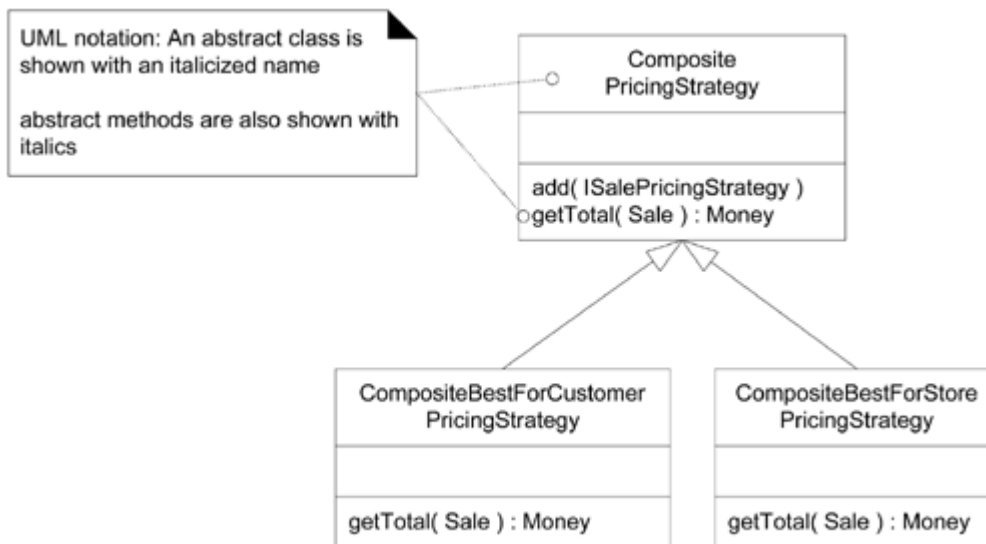 UML notation: An abstract class is
shown with an italicized name
abstract methods are also shown with
italics
Composite
PricingStrategy
add( ISalePricingStrategy )
getTotal( Sale ) : Money
CompositeBestForCustomer
PricingStrategy
getTotal( Sale ) : Money
CompositeBestForStore
PricingStrategy
getTotal( Sale ) : Money